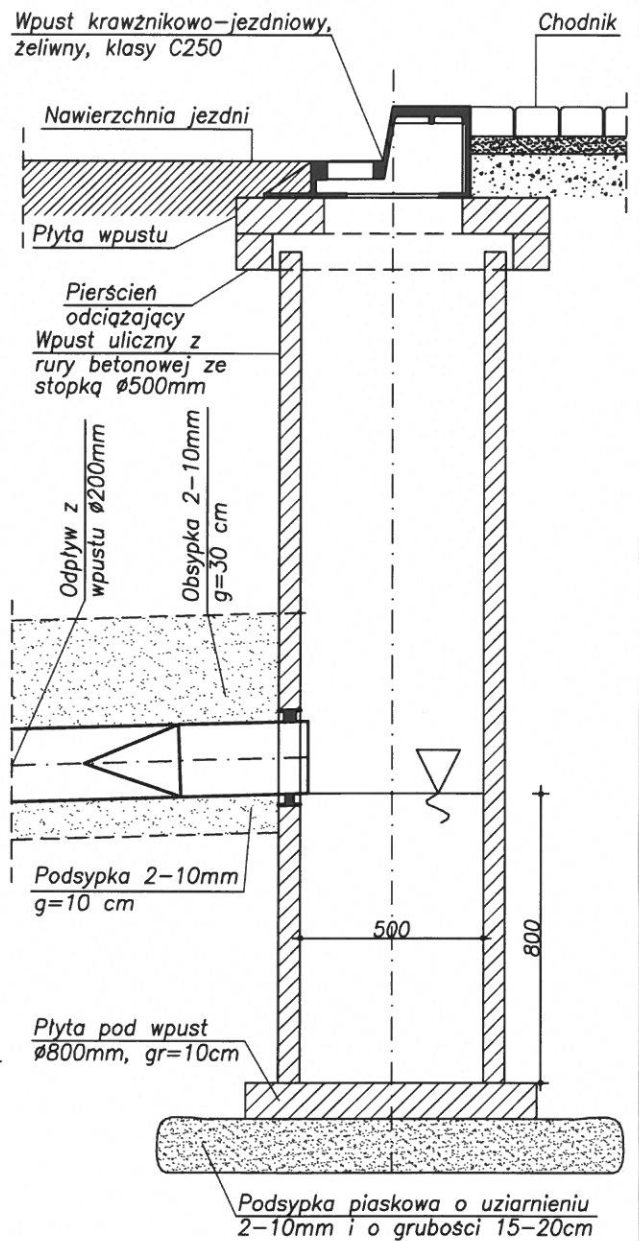 Wpust krawżnikowo-jezdniowy,
żeliwny, klasy C250
Chodnik
Nawierzchnia jezdni
Płyta wpustu
Pierścień
odciążający
Wpust uliczny z
rury betonowej ze
stopką ø500mm
Odpływ z
wpustu ø200mm
Obsypka 2-10mm
g=30 cm
Podsypka 2-10mm
g=10 cm
500
800
Płyta pod wpust
ø800mm, gr=10cm
Podsypka piaskowa o uziarnieniu
2-10mm i o grubości 15-20cm